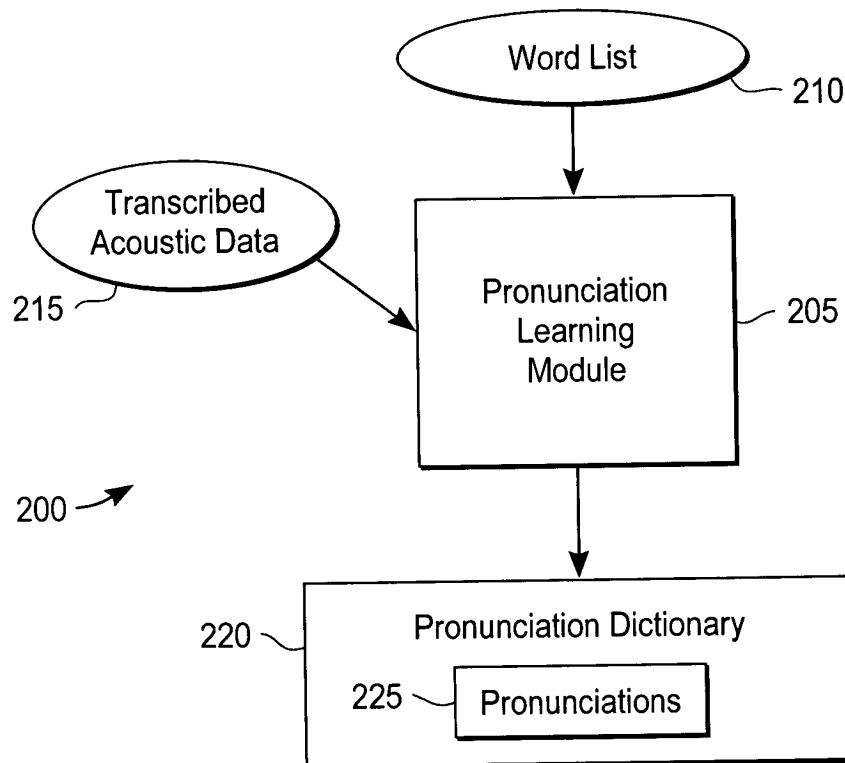 Word List
210
Transcribed
Acoustic Data
215
Pronunciation
Learning
Module
205
200
220
Pronunciation Dictionary
225
Pronunciations